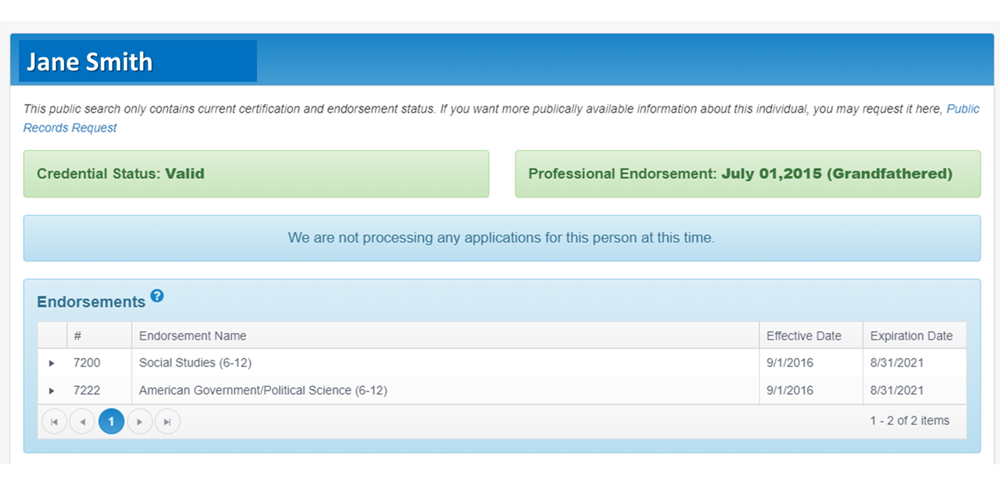 Jane Smith
This public search only contains current certification and endorsement status. If you want more publically available information about this individual, you may request it here, Public
Records Request
Credential Status: Valid
Professional Endorsement: July 01,2015 (Grandfathered)
We are not processing any applications for this person at this time.
Endorsements ?
# Endorsement Name Effective Date Expiration Date
7200 Social Studies (6-12) 9/1/2016 8/31/2021
7222 American Government/Political Science (6-12) 9/1/2016 8/31/2021
1 1 - 2 of 2 items